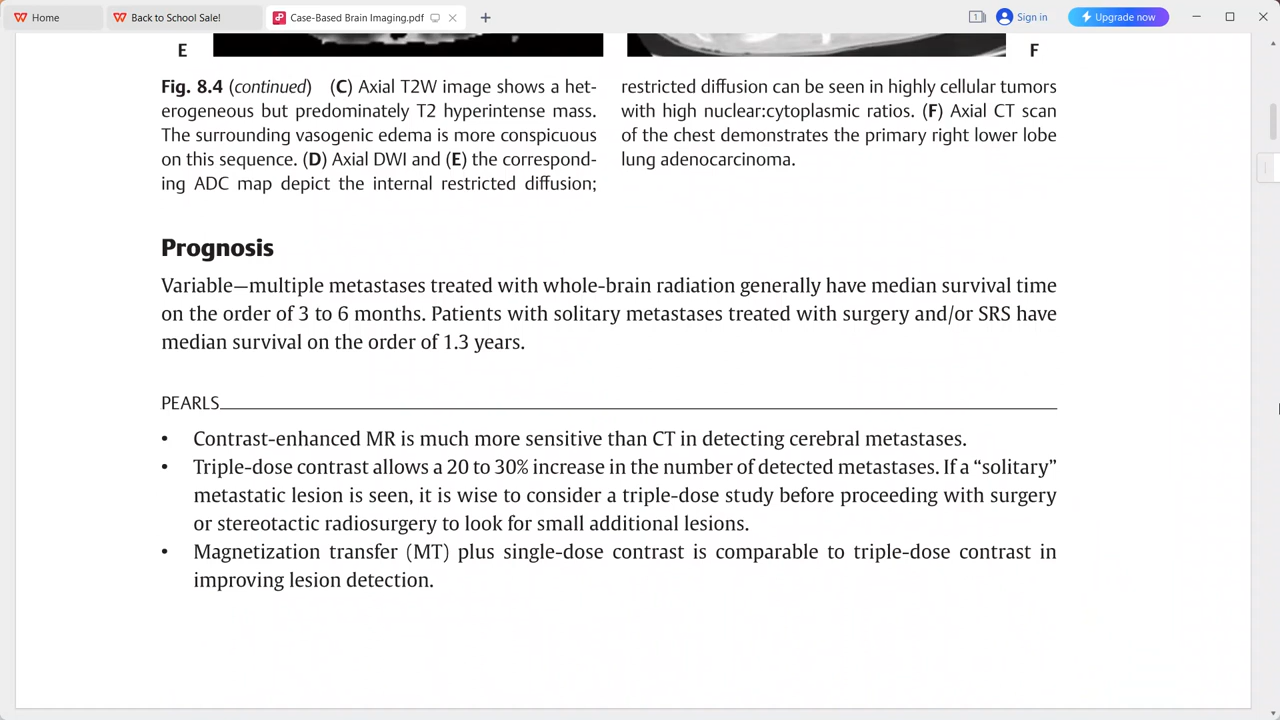 Home
Back to School Sale!
Case-Based Brain Imaging.pdf
1
Sign in
Upgrade now
E
F
Fig. 8.4 (continued) (C) Axial T2W image shows a het-
erogeneous but predominately T2 hyperintense mass.
The surrounding vasogenic edema is more conspicuous
on this sequence. (D) Axial DWI and (E) the correspond-
ing ADC map depict the internal restricted diffusion;
restricted diffusion can be seen in highly cellular tumors
with high nuclear:cytoplasmic ratios. (F) Axial CT scan
of the chest demonstrates the primary right lower lobe
lung adenocarcinoma.
Prognosis
Variable—multiple metastases treated with whole-brain radiation generally have median survival time
on the order of 3 to 6 months. Patients with solitary metastases treated with surgery and/or SRS have
median survival on the order of 1.3 years.
PEARLS
• Contrast-enhanced MR is much more sensitive than CT in detecting cerebral metastases.
• Triple-dose contrast allows a 20 to 30% increase in the number of detected metastases. If a “solitary”
metastatic lesion is seen, it is wise to consider a triple-dose study before proceeding with surgery
or stereotactic radiosurgery to look for small additional lesions.
• Magnetization transfer (MT) plus single-dose contrast is comparable to triple-dose contrast in
improving lesion detection.